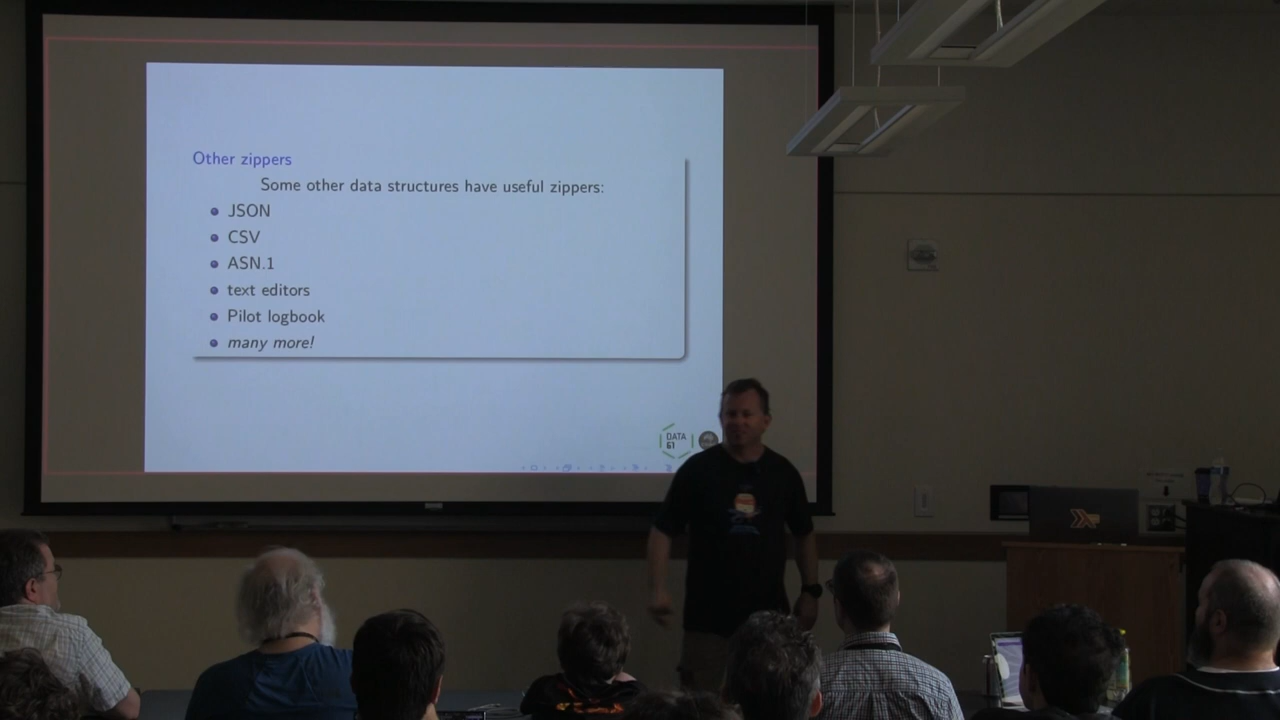 Other zippers
Some other data structures have useful zippers:
JSON
CSV
ASN.1
text editors
Pilot logbook
many more!
DATA
61